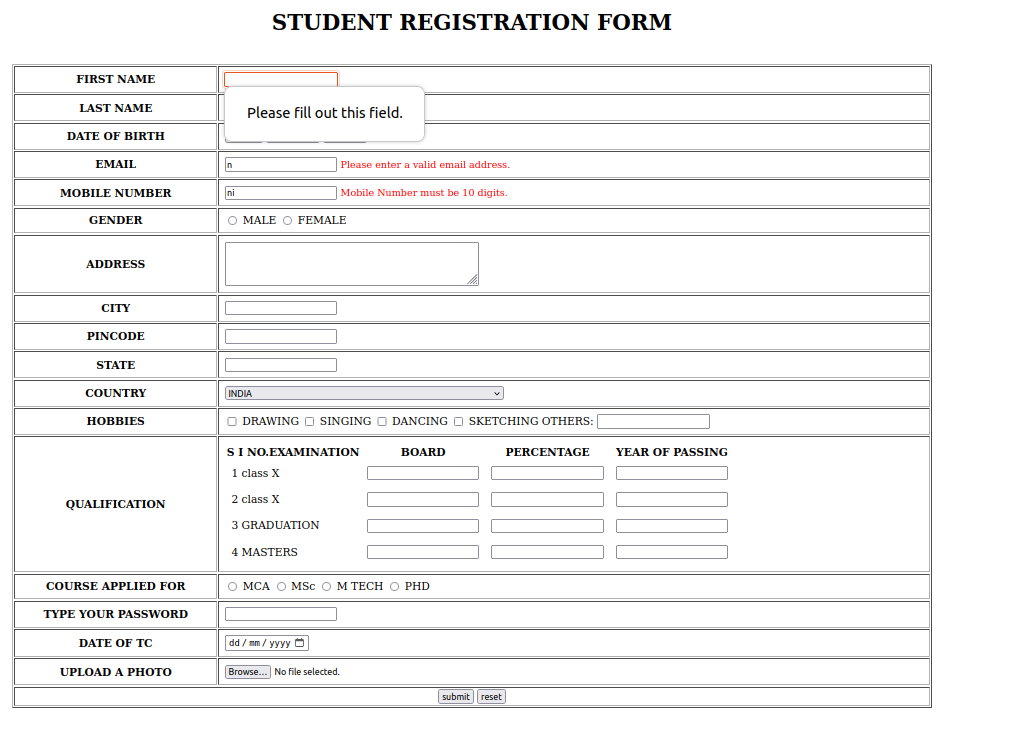 STUDENT REGISTRATION FORM
FIRST NAME
Please fill out this field.
LAST NAME
DATE OF BIRTH
EMAIL n Please enter a valid email address.
MOBILE NUMBER ni Mobile Number must be 10 digits.
GENDER MALE FEMALE
ADDRESS
CITY
PINCODE
STATE
COUNTRY INDIA
HOBBIES DRAWING SINGING DANCING SKETCHING OTHERS:
S I NO.EXAMINATION BOARD PERCENTAGE YEAR OF PASSING
1 class X
2 class X
QUALIFICATION
3 GRADUATION
4 MASTERS
COURSE APPLIED FOR MCA MSc M TECH PHD
TYPE YOUR PASSWORD
DATE OF TC dd / mm / yyyy
UPLOAD A PHOTO Browse... No file selected.
submit reset